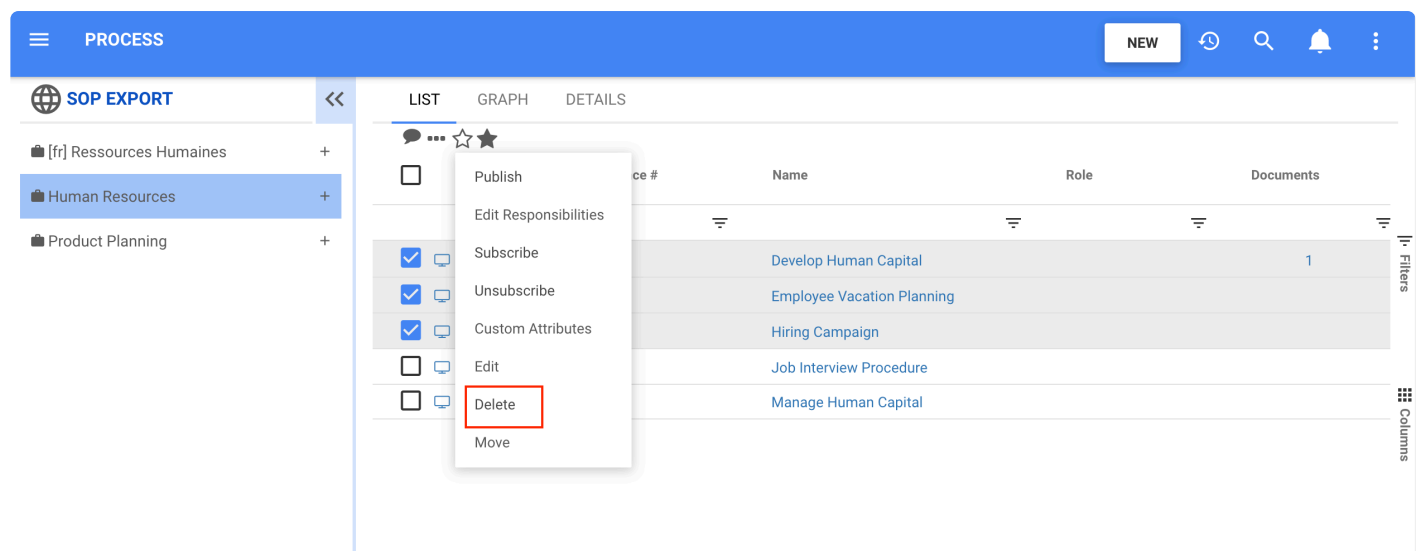 PROCESS
NEW
SOP EXPORT
LIST GRAPH DETAILS
[fr] Ressources Humaines +
Human Resources +
Product Planning +
ce # Name Role Documents
Publish
Edit Responsibilities
Subscribe
Unsubscribe
Custom Attributes
Edit
Delete
Move
Develop Human Capital 1
Employee Vacation Planning
Hiring Campaign
Job Interview Procedure
Manage Human Capital
Filters
Columns